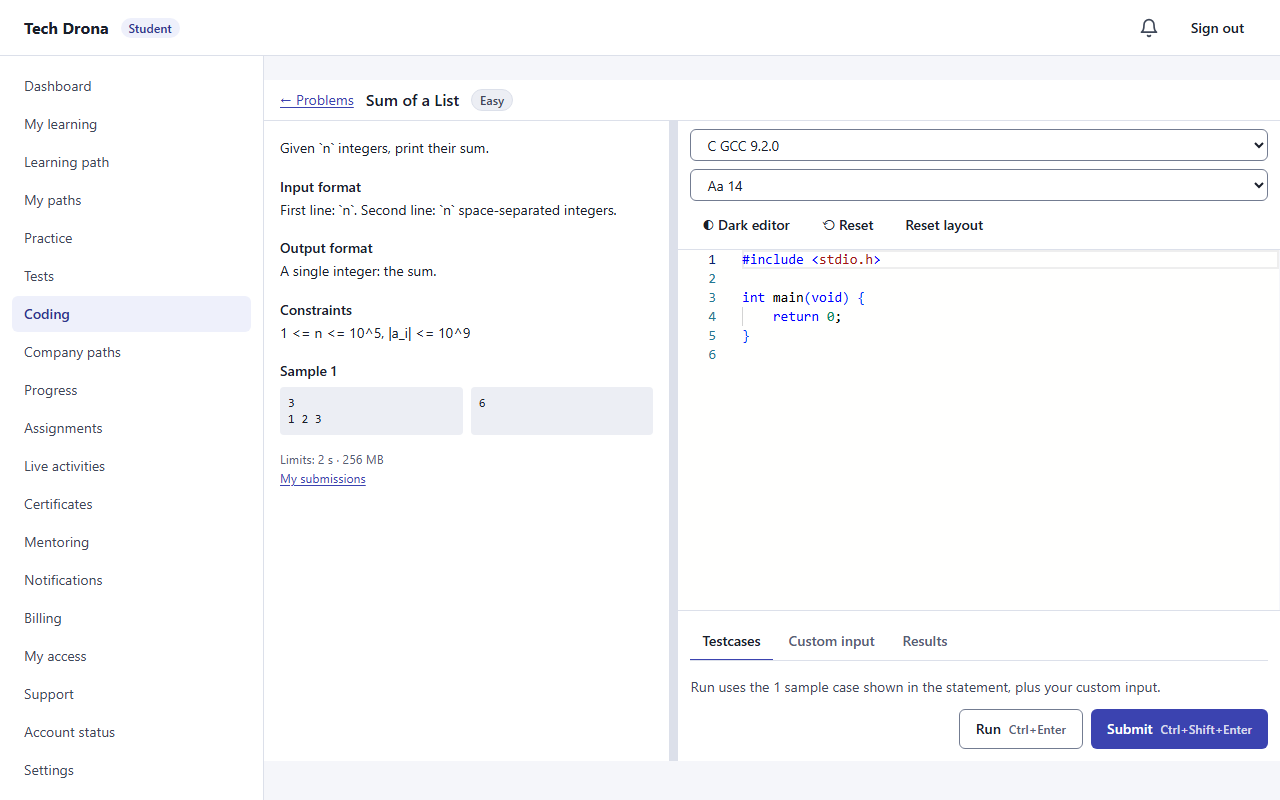 Tech Drona
Student
Sign out
Dashboard
My learning
Learning path
My paths
Practice
Tests
Coding
Company paths
Progress
Assignments
Live activities
Certificates
Mentoring
Notifications
Billing
My access
Support
Account status
Settings
← Problems Sum of a List Easy
Given `n` integers, print their sum.
Input format
First line: `n`. Second line: `n` space-separated integers.
Output format
A single integer: the sum.
Constraints
1 <= n <= 10^5, |a_i| <= 10^9
Sample 1
3
1 2 3
6
Limits: 2 s · 256 MB
My submissions
C GCC 9.2.0
Aa 14
◐ Dark editor ⟲ Reset Reset layout
1 #include <stdio.h>
2
3 int main(void) {
4     return 0;
5 }
6
Testcases Custom input Results
Run uses the 1 sample case shown in the statement, plus your custom input.
Run Ctrl+Enter Submit Ctrl+Shift+Enter